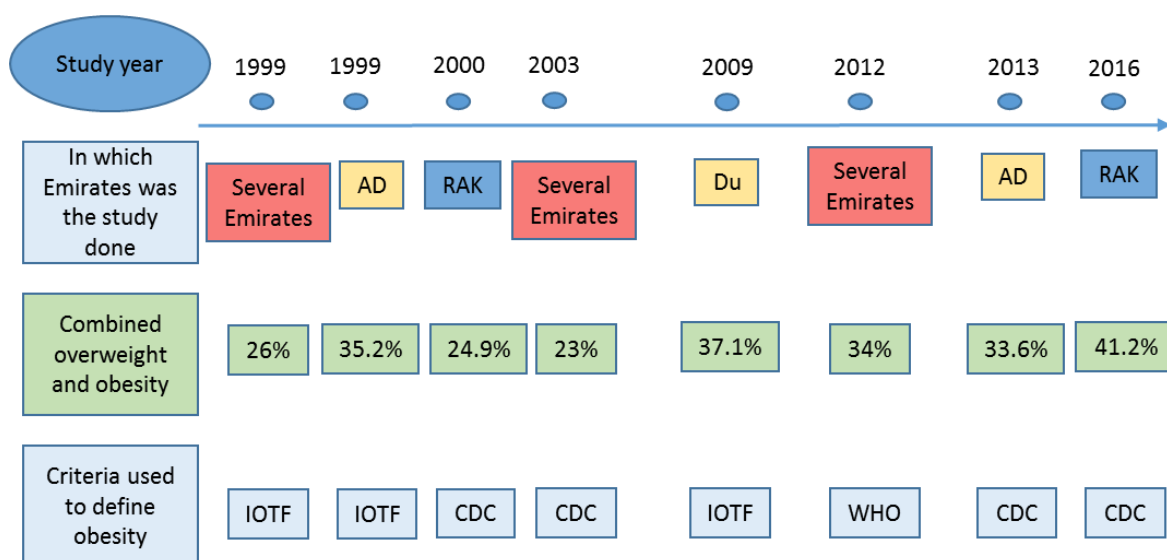 Study year
1999 1999 2000 2003 2009 2012 2013 2016
In which
Emirates was
the study
done
Several
Emirates
AD
RAK
Several
Emirates
Du
Several
Emirates
AD
RAK
Combined
overweight
and obesity
26% 35.2% 24.9% 23% 37.1% 34% 33.6% 41.2%
Criteria used
to define
obesity
IOTF IOTF CDC CDC IOTF WHO CDC CDC